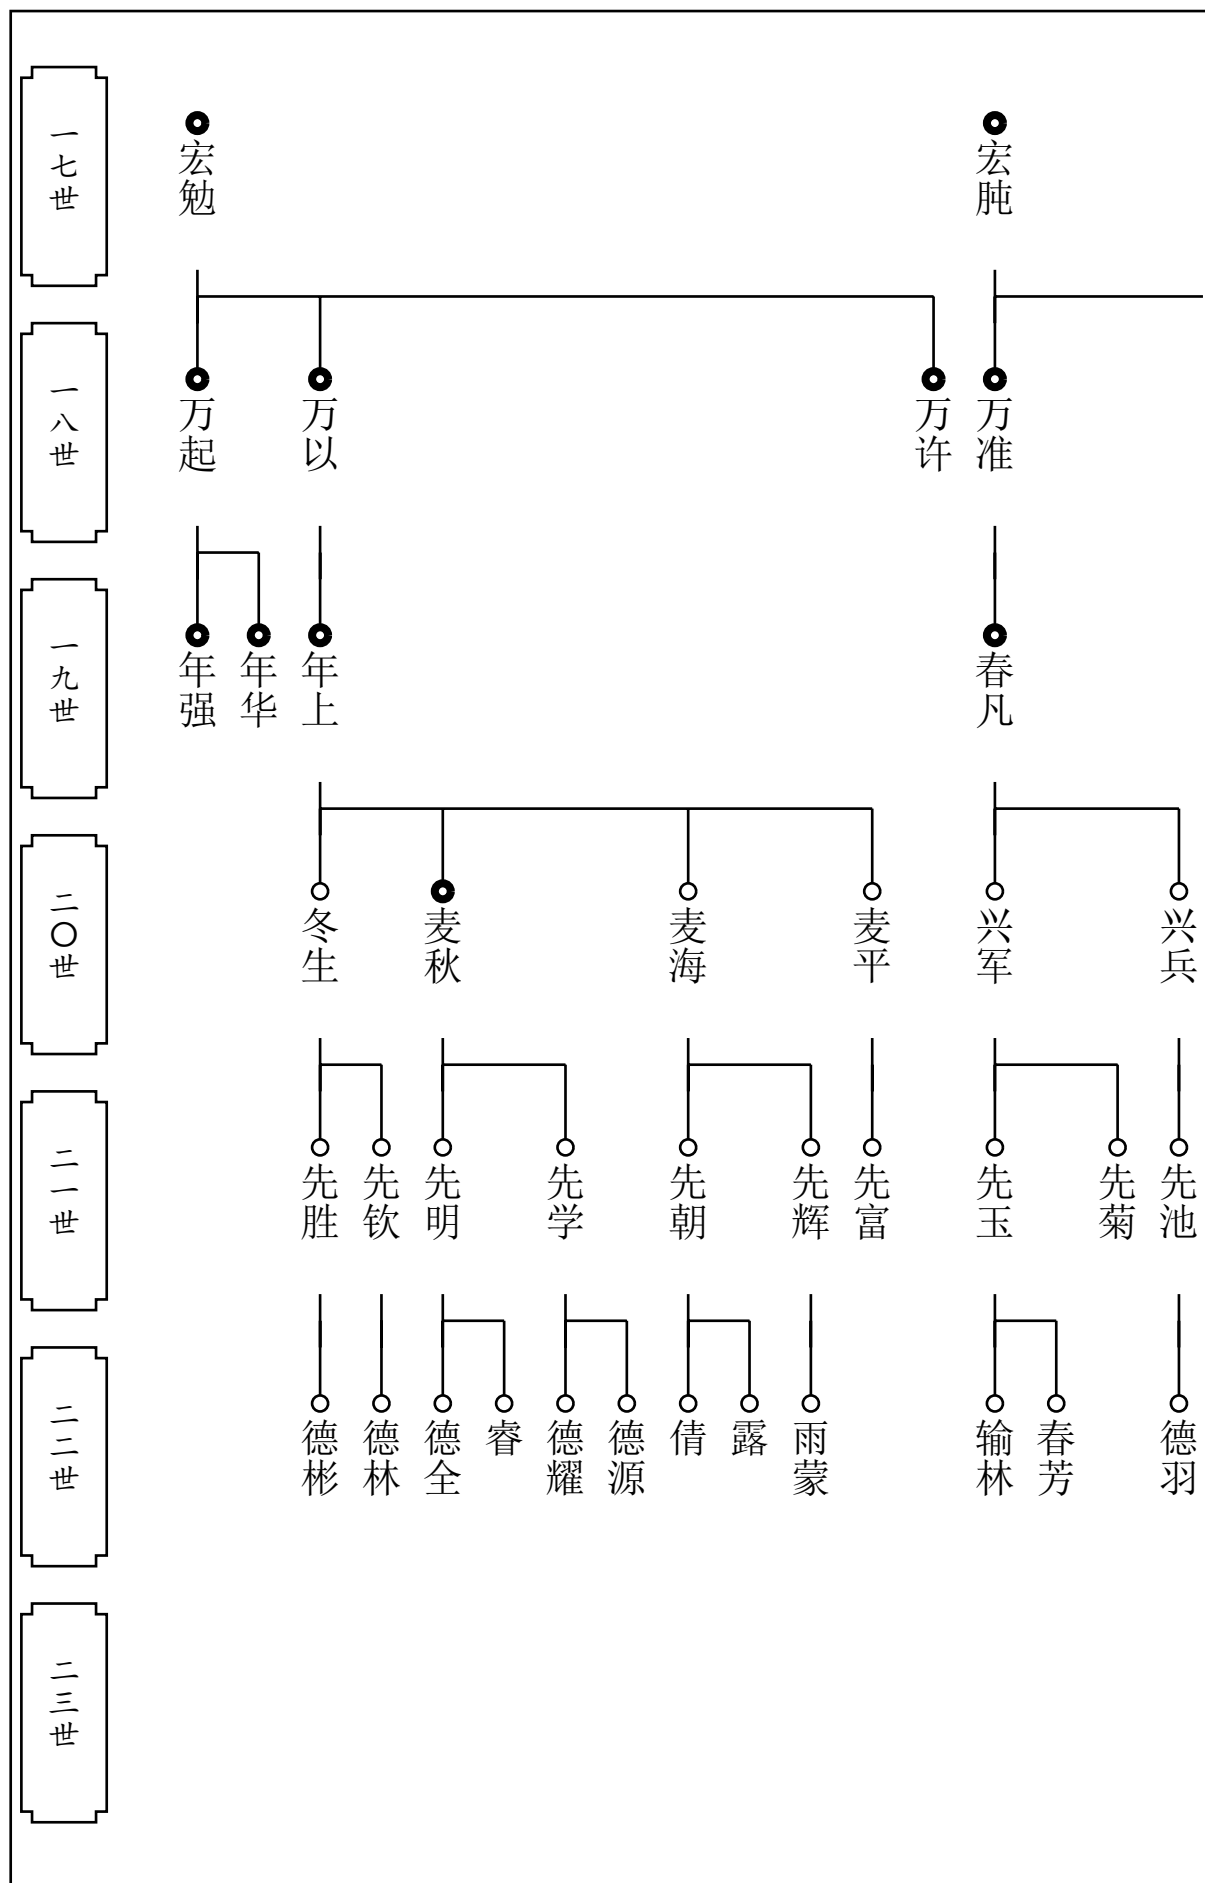 一七世
宏勉
宏肫
一八世
万起
万以
万许
万准
一九世
年强
年华
年上
春凡
二〇世
冬生
麦秋
麦海
麦平
兴军
兴兵
二一世
先胜
先钦
先明
先学
先朝
先辉
先富
先玉
先菊
先池
二二世
德彬
德林
德全
睿
德耀
德源
倩
露
雨蒙
输林
春芳
德羽
二三世